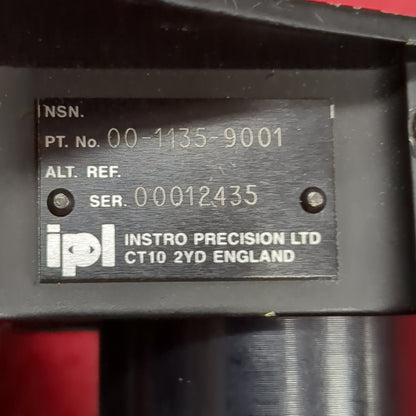 NSN.
PT. No. 00-1135-9001
ALT. REF.
SER. 00012435
ipl INSTRO PRECISION LTD
CT10 2YD ENGLAND